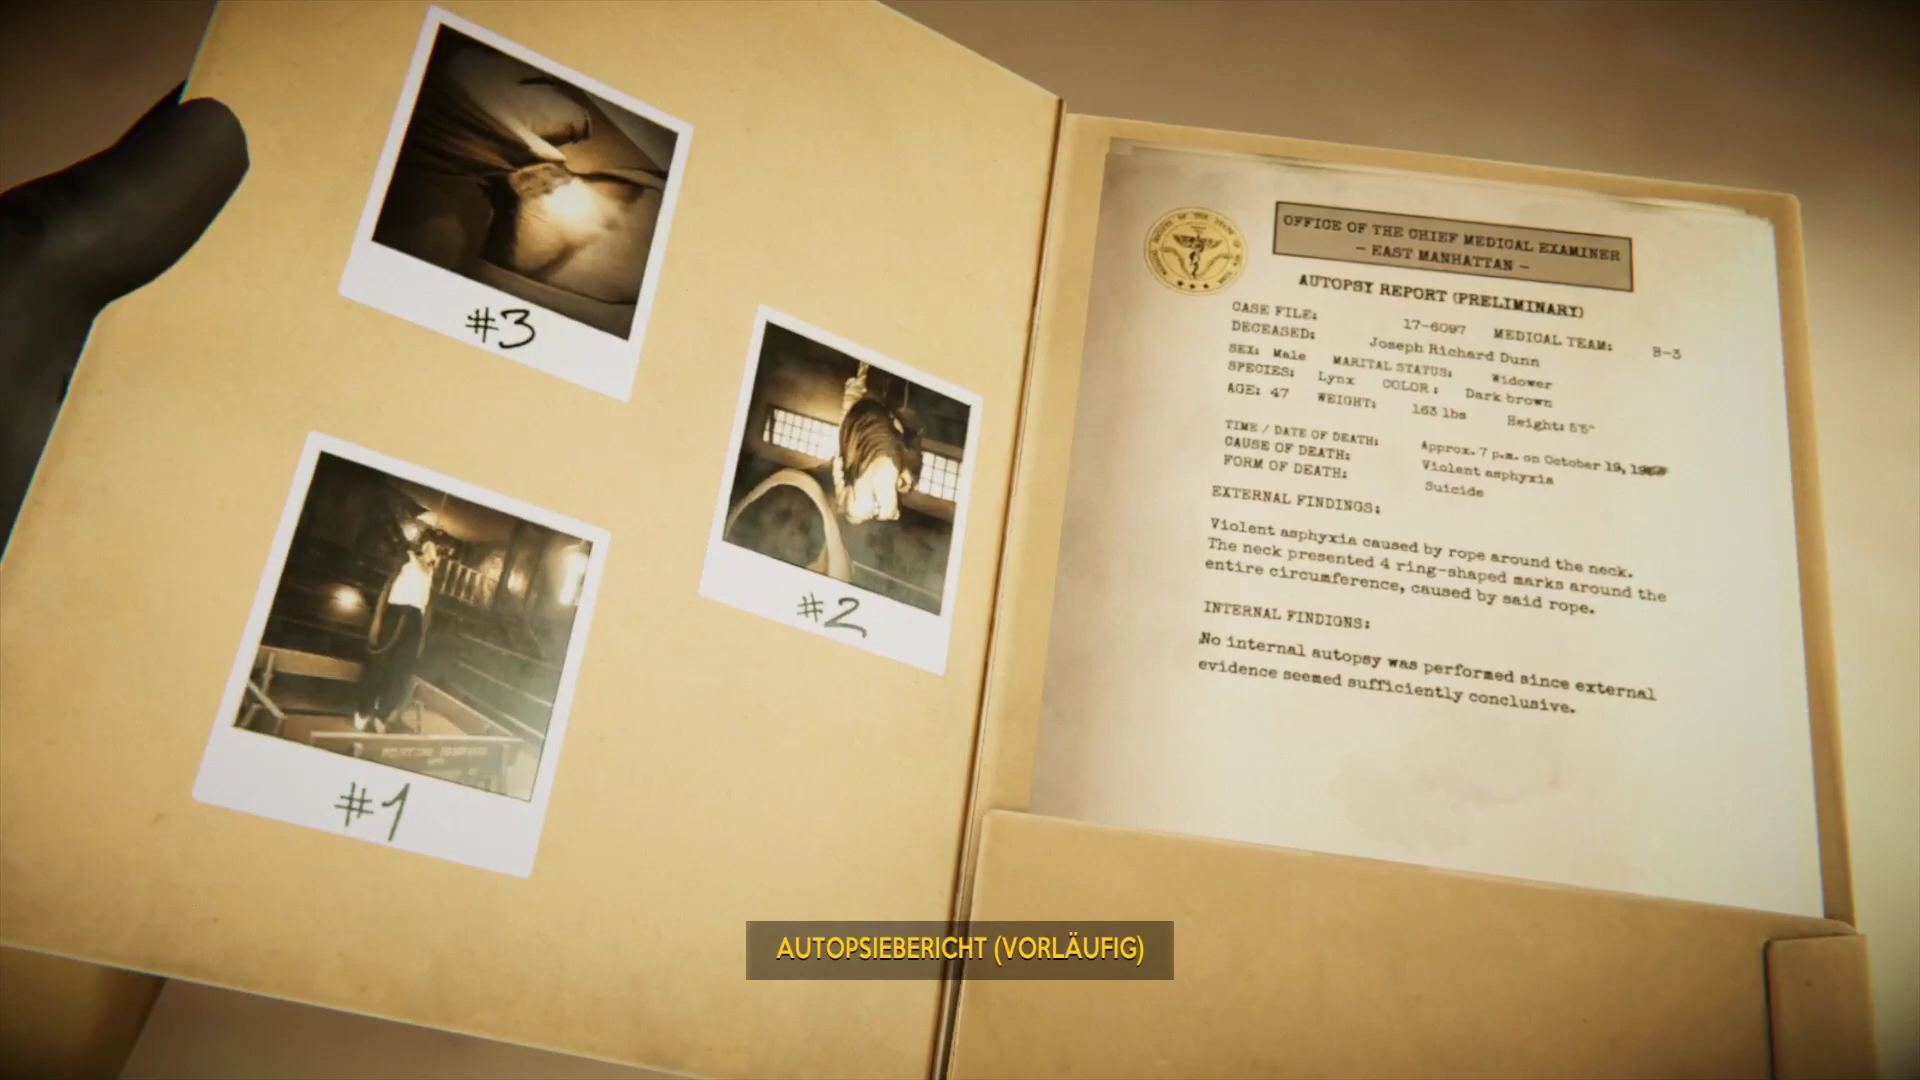 #3
#2
#1
OFFICE OF THE CHIEF MEDICAL EXAMINER
- EAST MANHATTAN -
AUTOPSY REPORT (PRELIMINARY)
CASE FILE: 17-6097 MEDICAL TEAM: B-3
DECEASED: Joseph Richard Dunn
SEX: Male MARITAL STATUS: Widower
SPECIES: Lynx COLOR: Dark brown
AGE: 47 WEIGHT: 163 lbs Height: 5'5"
TIME / DATE OF DEATH: Approx. 7 p.m. on October 19,
CAUSE OF DEATH: Violent asphyxia
FORM OF DEATH: Suicide
EXTERNAL FINDINGS:
Violent asphyxia caused by rope around the neck.
The neck presented 4 ring-shaped marks around the
entire circumference, caused by said rope.
INTERNAL FINDIGNS:
No internal autopsy was performed since external
evidence seemed sufficiently conclusive.
AUTOPSIEBERICHT (VORLÄUFIG)